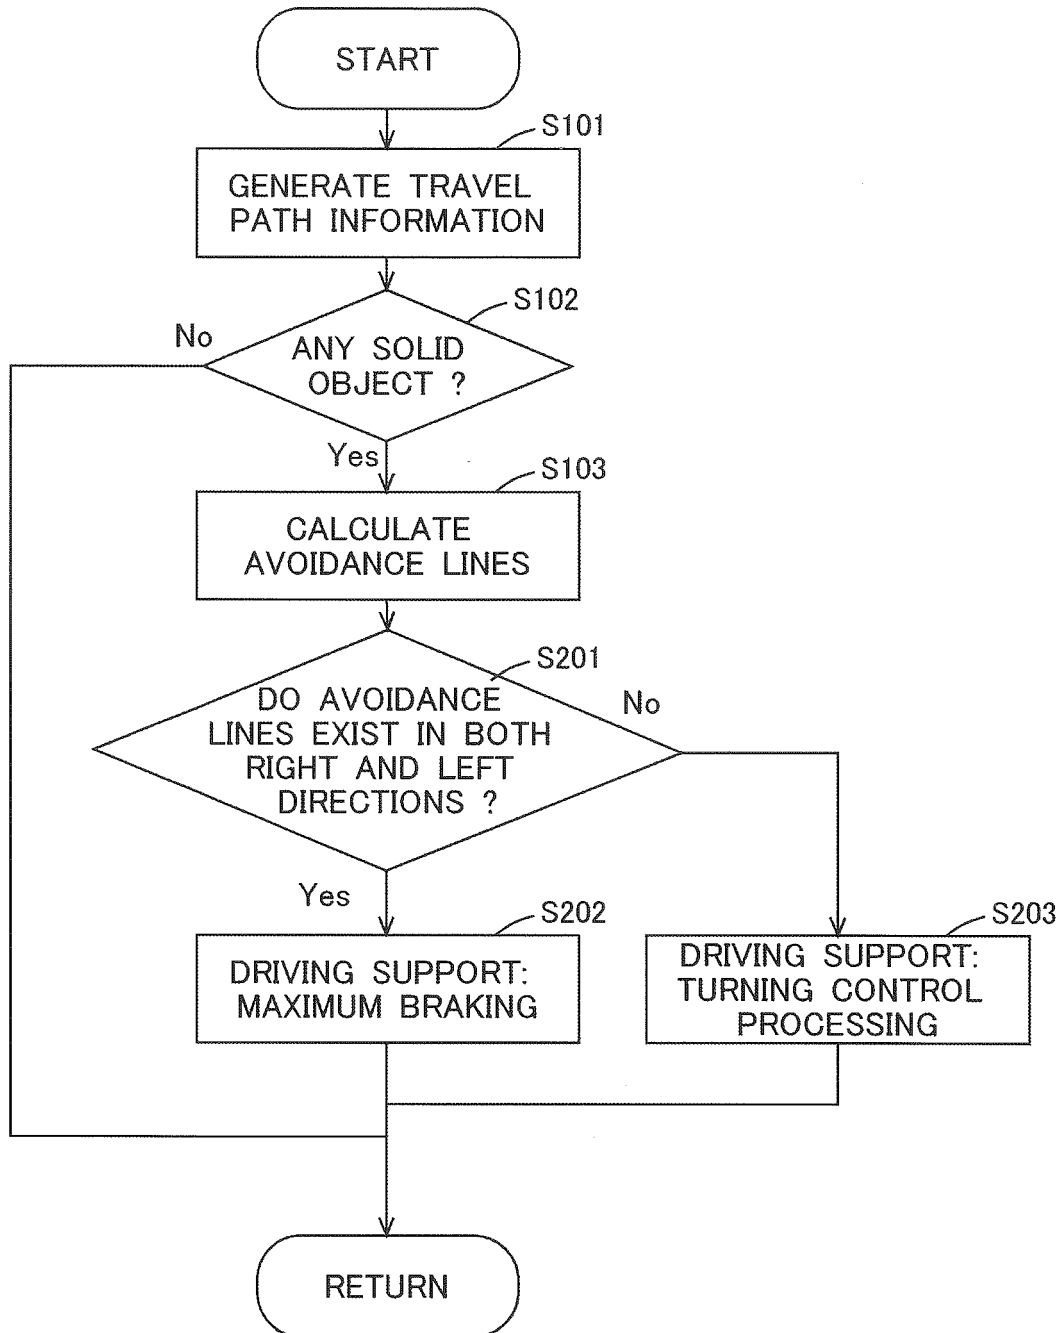 START
S101
GENERATE TRAVEL
PATH INFORMATION
S102
No
ANY SOLID
OBJECT ?
Yes
S103
CALCULATE
AVOIDANCE LINES
S201
No
DO AVOIDANCE
LINES EXIST IN BOTH
RIGHT AND LEFT
DIRECTIONS ?
Yes
S202
DRIVING SUPPORT:
MAXIMUM BRAKING
S203
DRIVING SUPPORT:
TURNING CONTROL
PROCESSING
RETURN